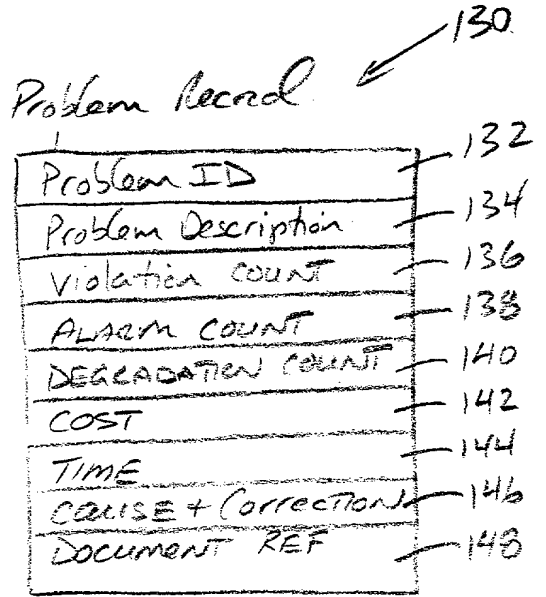 130
Problem Record
Problem ID 132
Problem Description 134
Violation COUNT 136
ALARM COUNT 138
DEGRADATION COUNT 140
COST 142
TIME 144
CAUSE + Correction 146
DOCUMENT REF 148